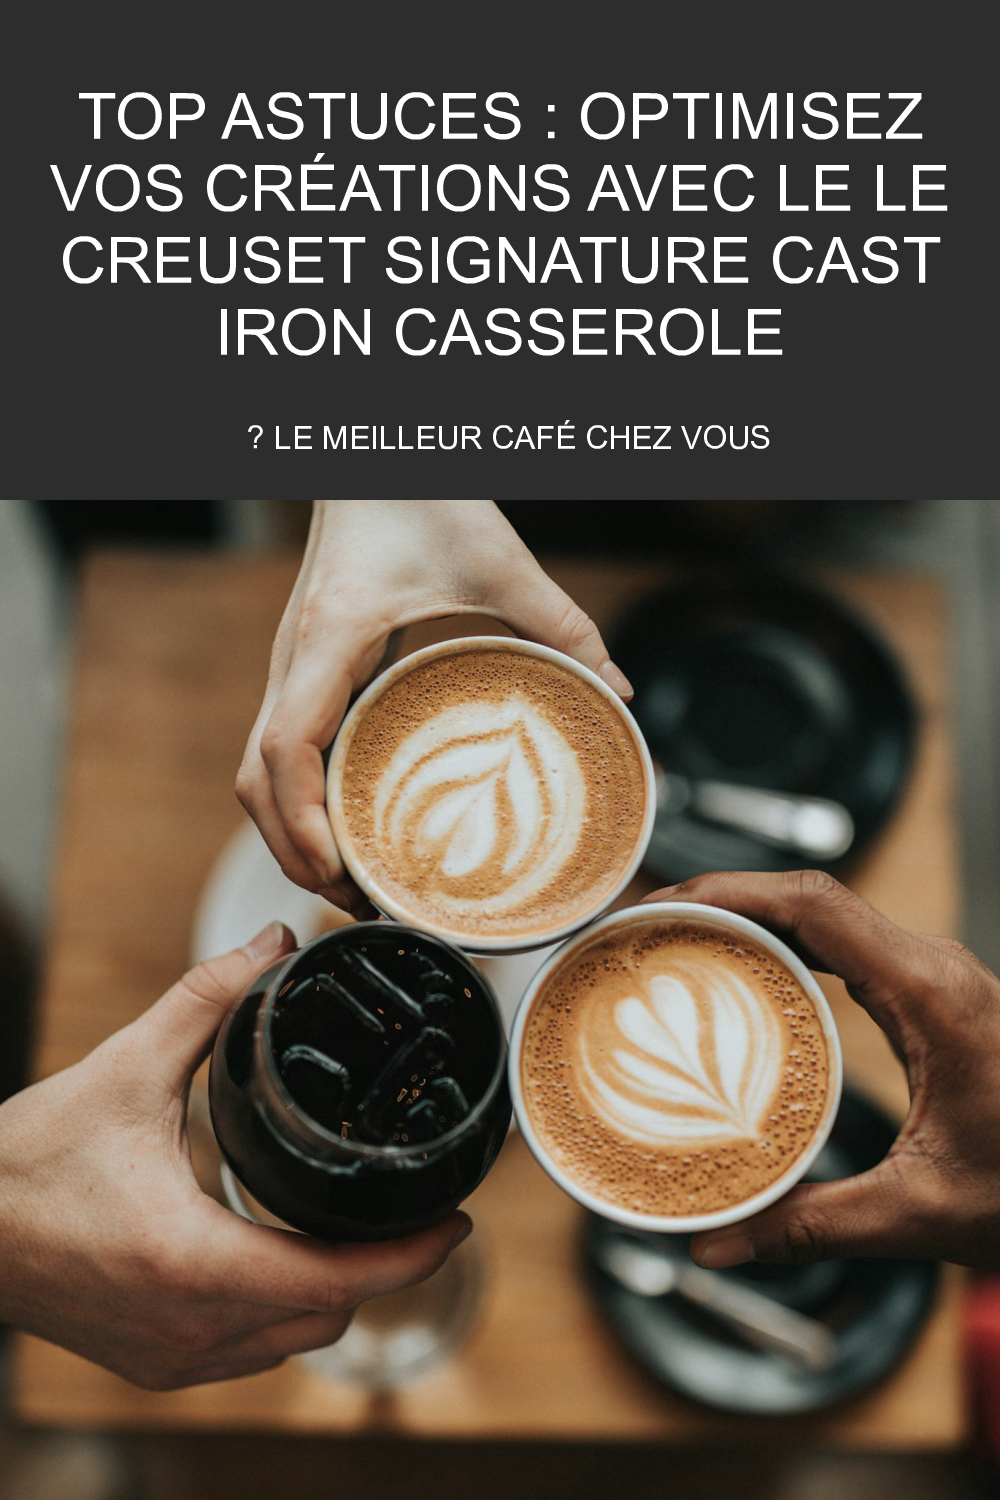 TOP ASTUCES : OPTIMISEZ
VOS CRÉATIONS AVEC LE LE
CREUSET SIGNATURE CAST
IRON CASSEROLE
? LE MEILLEUR CAFÉ CHEZ VOUS